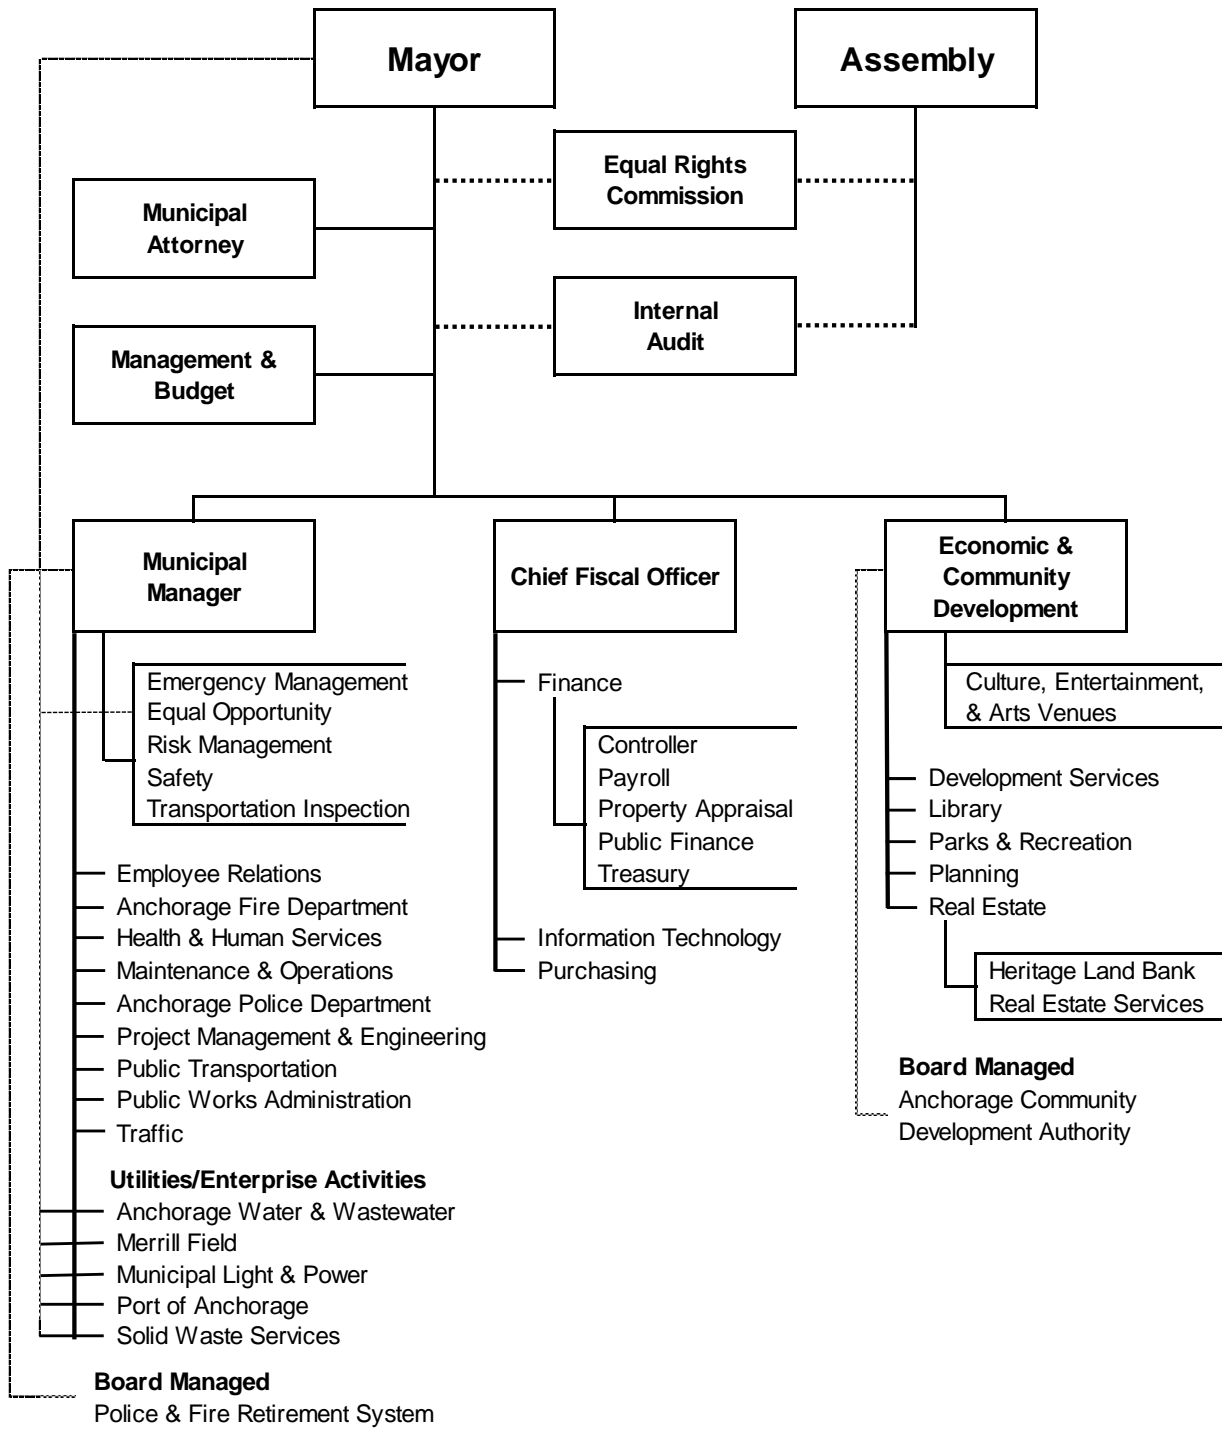 Mayor
Assembly
Equal Rights
Commission
Municipal
Attorney
Internal
Audit
Management &
Budget
Municipal
Manager
Emergency Management
Equal Opportunity
Risk Management
Safety
Transportation Inspection
Employee Relations
Anchorage Fire Department
Health & Human Services
Maintenance & Operations
Anchorage Police Department
Project Management & Engineering
Public Transportation
Public Works Administration
Traffic
Utilities/Enterprise Activities
Anchorage Water & Wastewater
Merrill Field
Municipal Light & Power
Port of Anchorage
Solid Waste Services
Board Managed
Police & Fire Retirement System
Chief Fiscal Officer
Finance
Controller
Payroll
Property Appraisal
Public Finance
Treasury
Information Technology
Purchasing
Economic &
Community
Development
Culture, Entertainment,
& Arts Venues
Development Services
Library
Parks & Recreation
Planning
Real Estate
Heritage Land Bank
Real Estate Services
Board Managed
Anchorage Community
Development Authority